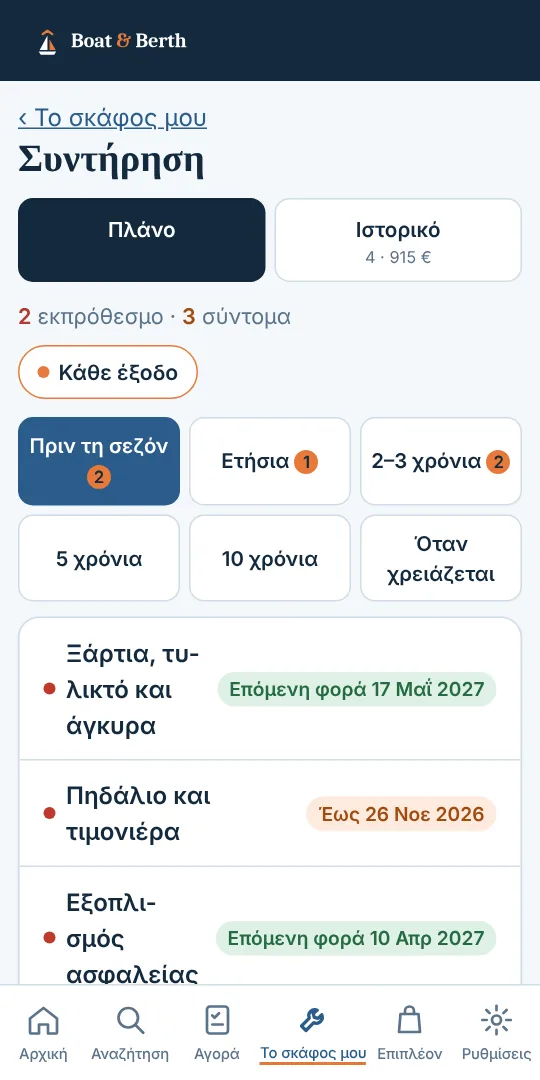 Boat & Berth
‹ Το σκάφος μου
Συντήρηση
Πλάνο
Ιστορικό
4 · 915 €
2 εκπρόθεσμο · 3 σύντομα
Κάθε έξοδο
Πριν τη σεζόν
2
Ετήσια 1
2–3 χρόνια 2
5 χρόνια
10 χρόνια
Όταν
χρειάζεται
Ξάρτια, τυ-
λικτό και
άγκυρα
Επόμενη φορά 17 Μαΐ 2027
Πηδάλιο και
τιμονιέρα
Έως 26 Νοε 2026
Εξοπλι-
σμός
ασφαλείας
Επόμενη φορά 10 Απρ 2027
Αρχική
Αναζήτηση
Αγορά
Το σκάφος μου
Επιπλέον
Ρυθμίσεις